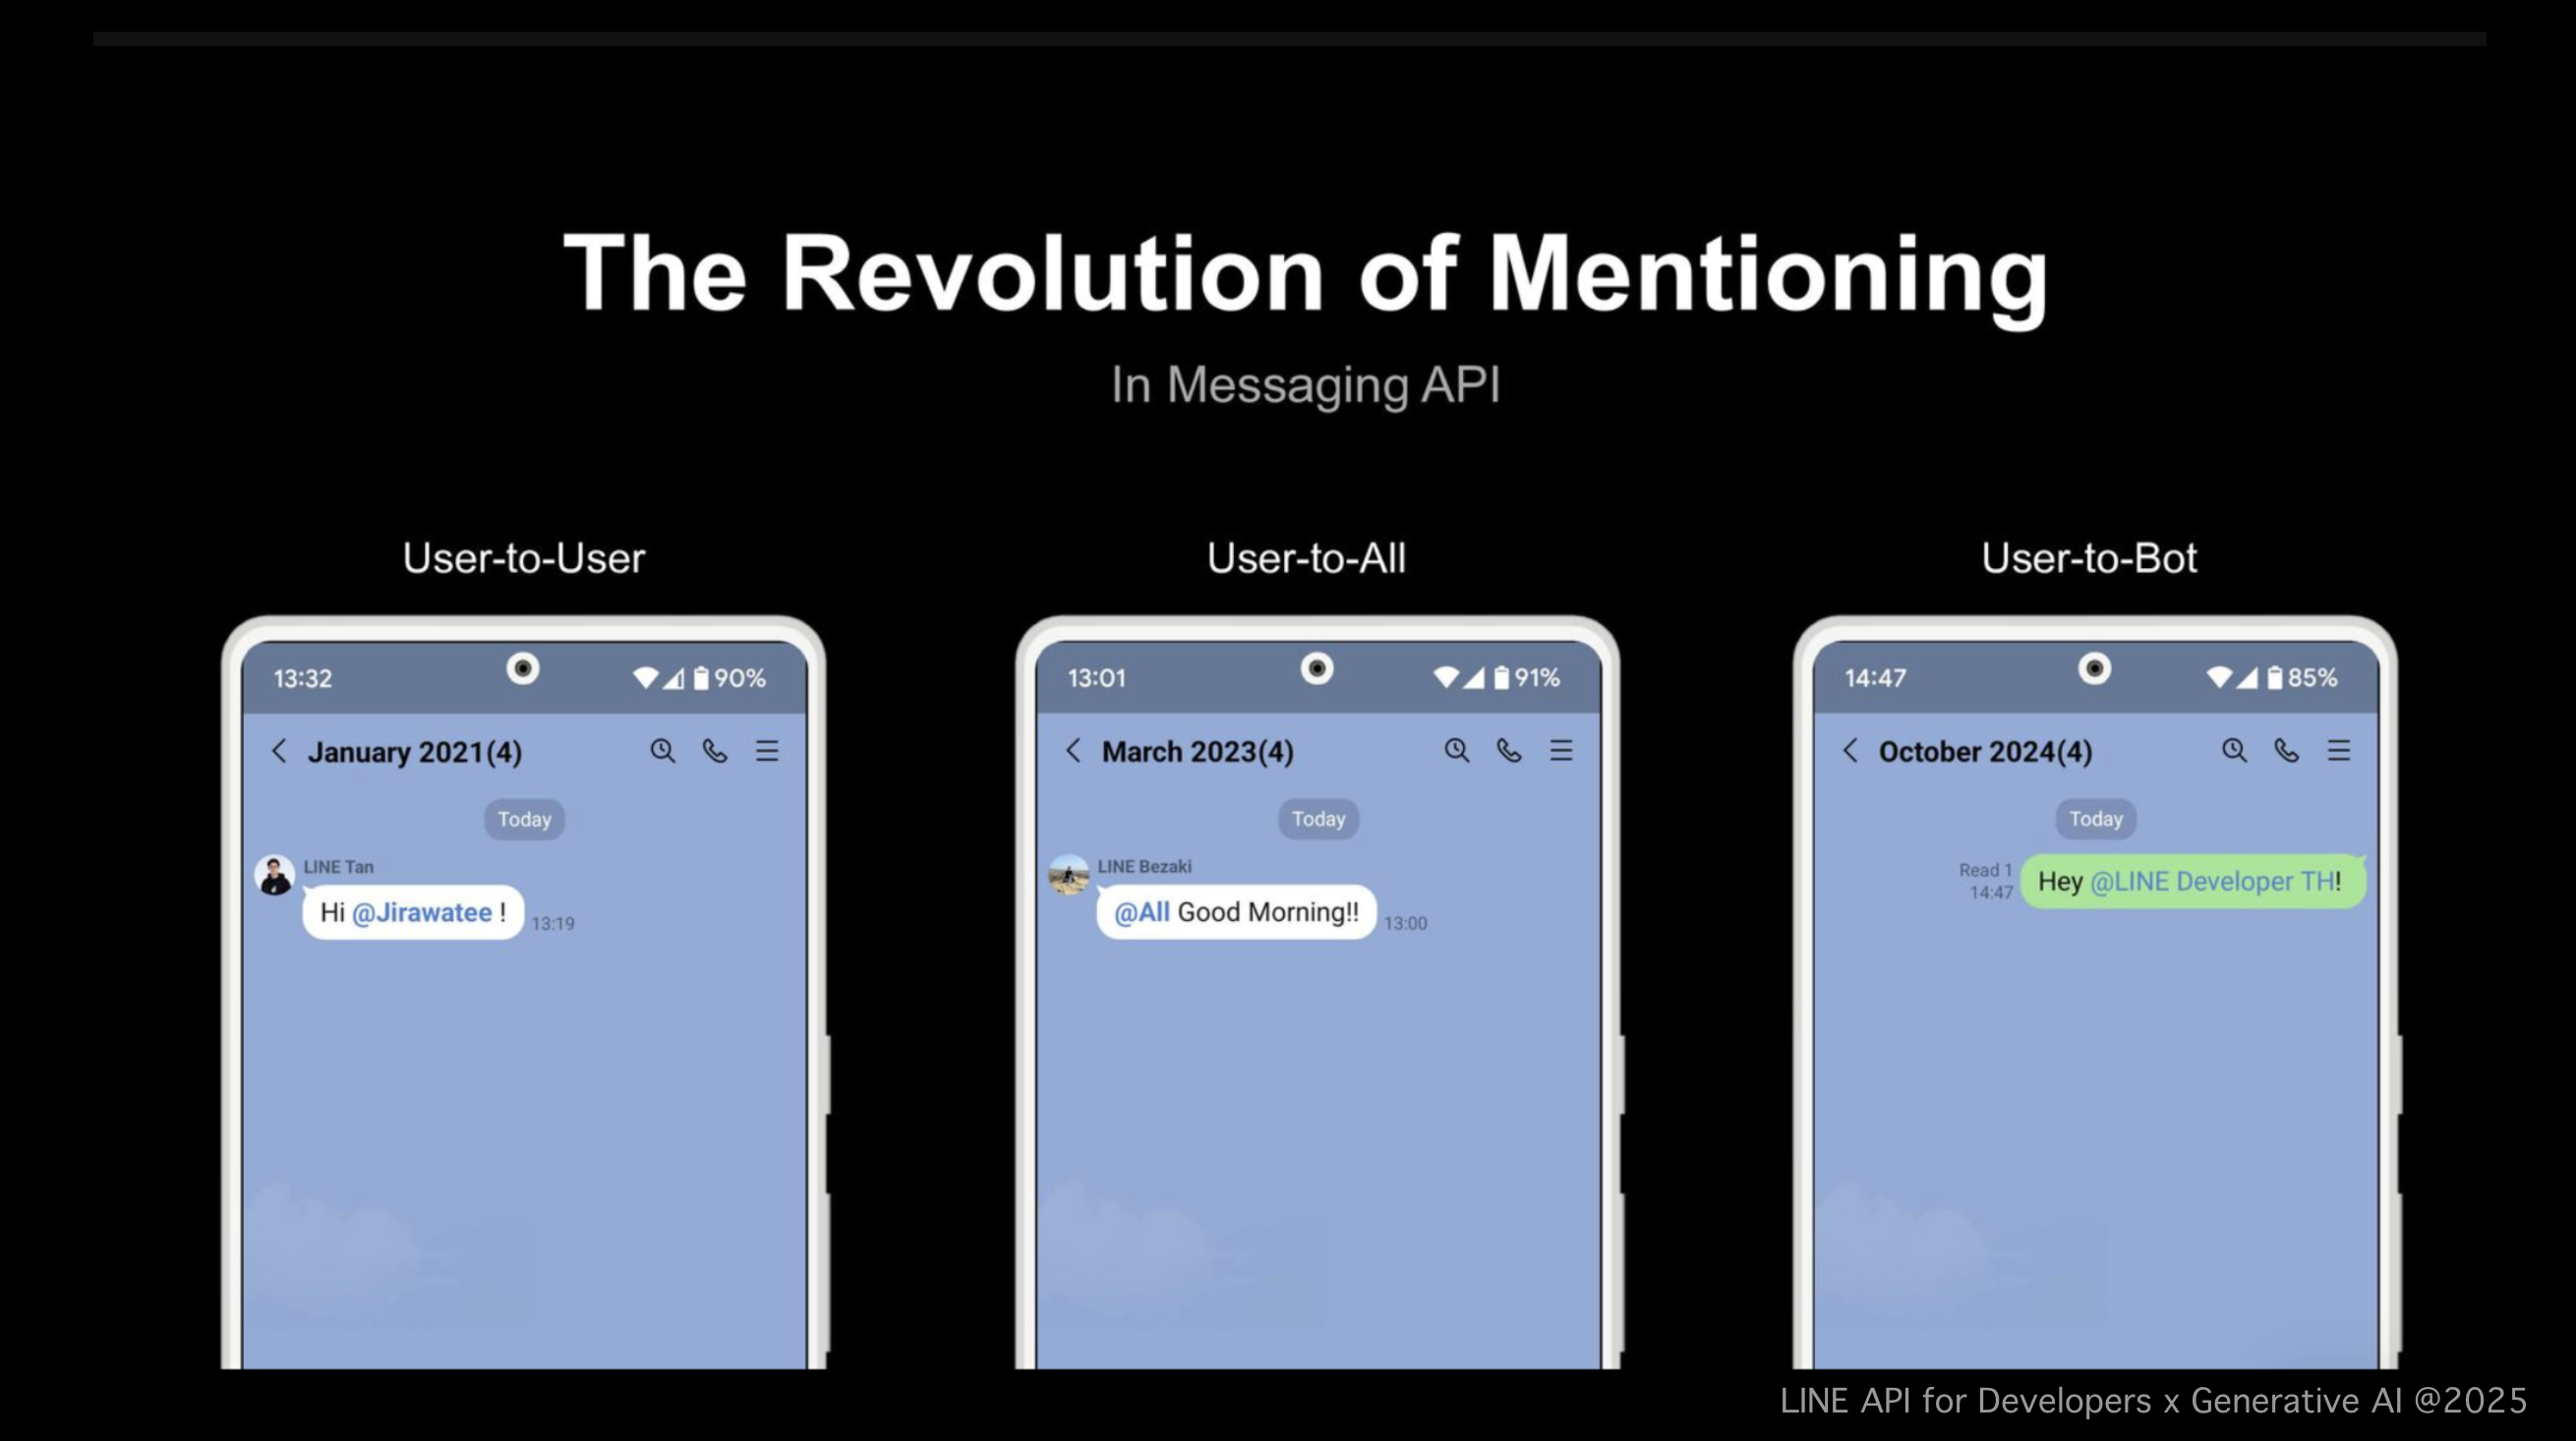 The Revolution of Mentioning
In Messaging API
User-to-User
13:32
90%
January 2021(4)
Today
LINE Tan
Hi @Jirawatee !
13:19
User-to-All
13:01
91%
March 2023(4)
Today
LINE Bezaki
@All Good Morning!!
13:00
User-to-Bot
14:47
85%
October 2024(4)
Today
Read 1
14:47
Hey @LINE Developer TH!
LINE API for Developers x Generative AI @2025